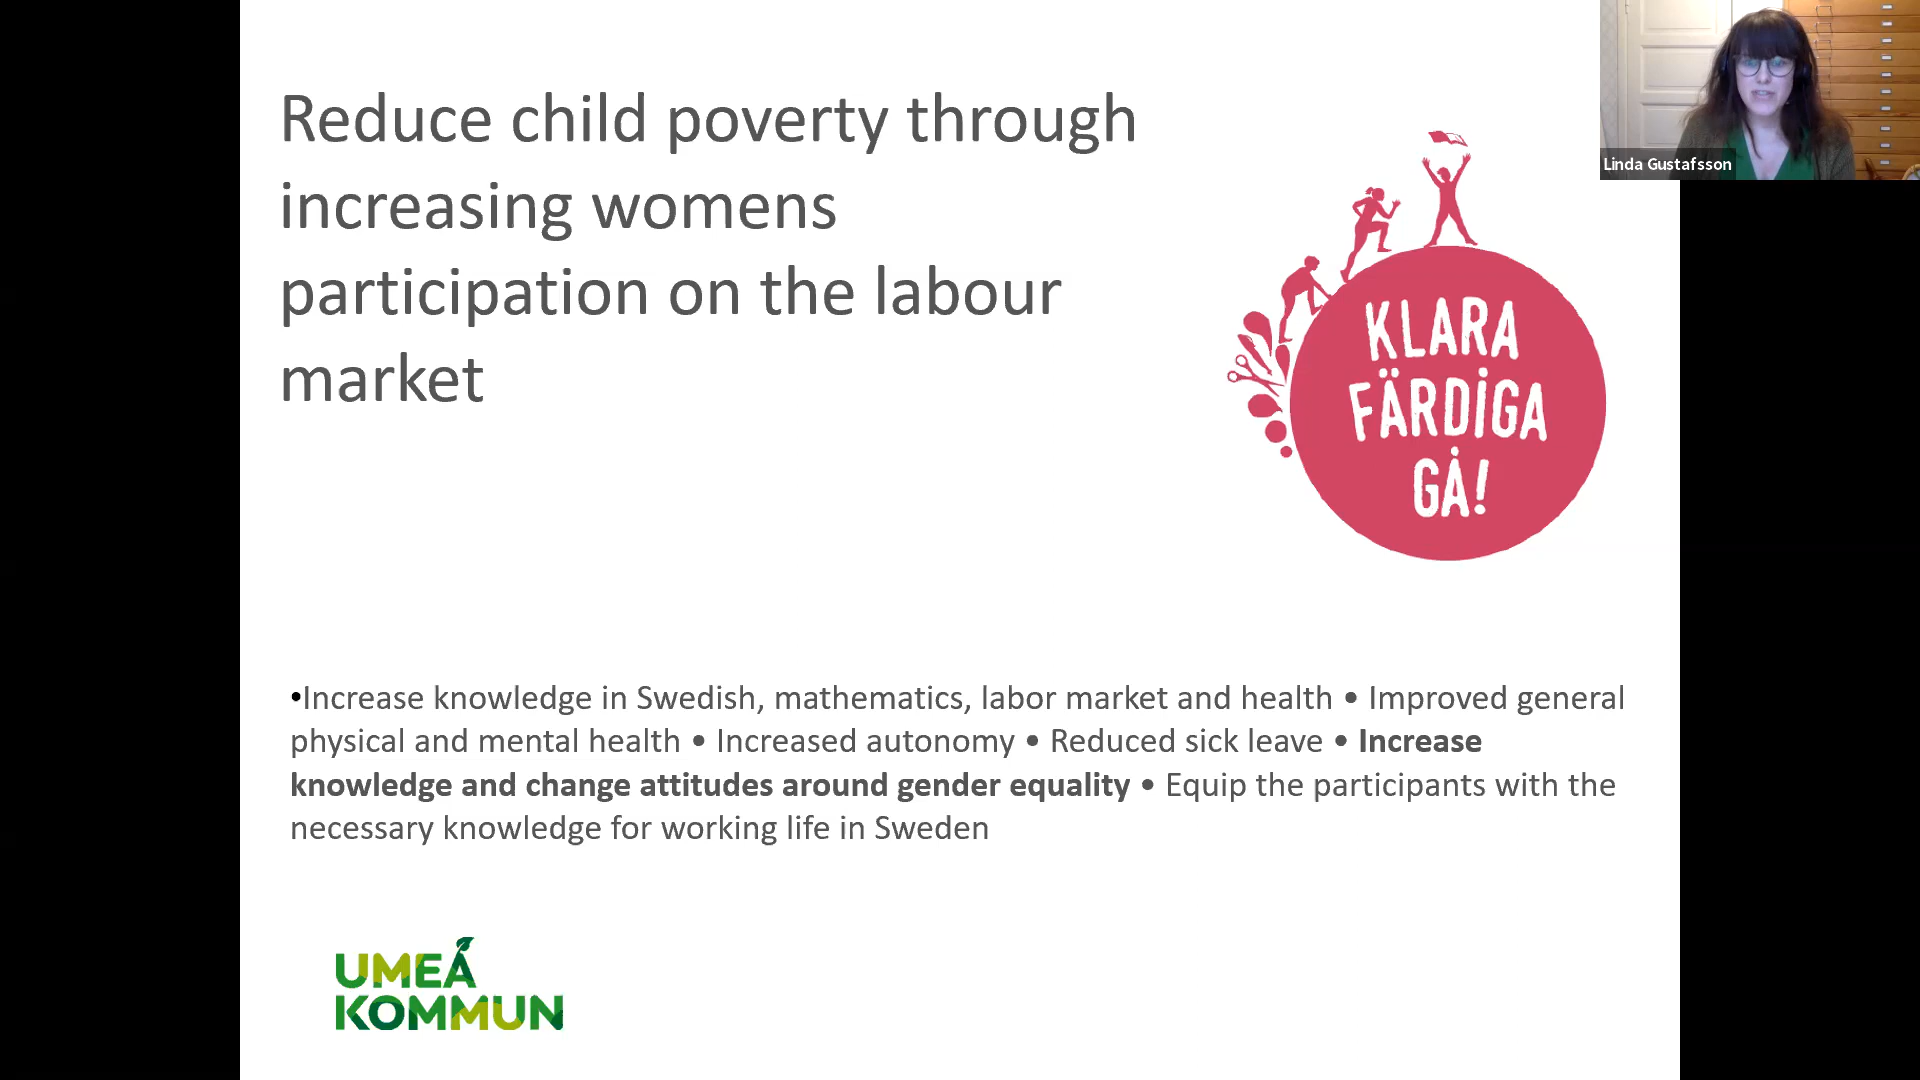 Reduce child poverty through
increasing womens
participation on the labour
market
KLARA
FÄRDIGA
GÅ!
Linda Gustafsson
•Increase knowledge in Swedish, mathematics, labor market and health • Improved general
physical and mental health • Increased autonomy • Reduced sick leave • Increase
knowledge and change attitudes around gender equality • Equip the participants with the
necessary knowledge for working life in Sweden
UMEÅ
KOMMUN